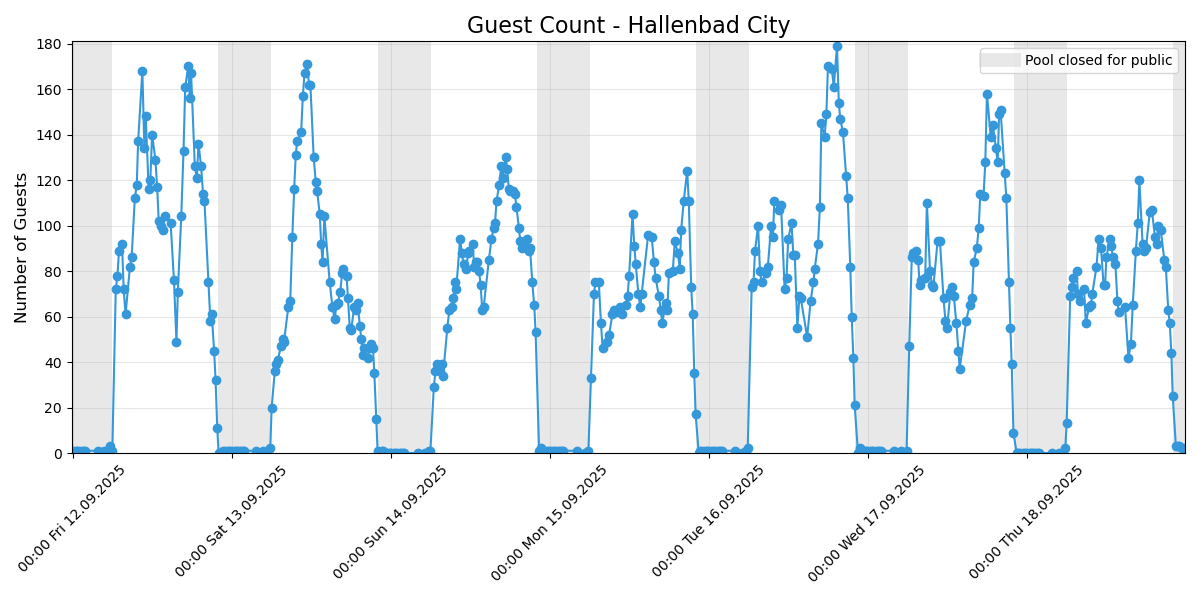 Guest Count - Hallenbad City
Pool closed for public
Number of Guests
180
160
140
120
100
80
60
40
20
0
00:00 Fri 12.09.2025
00:00 Sat 13.09.2025
00:00 Sun 14.09.2025
00:00 Mon 15.09.2025
00:00 Tue 16.09.2025
00:00 Wed 17.09.2025
00:00 Thu 18.09.2025